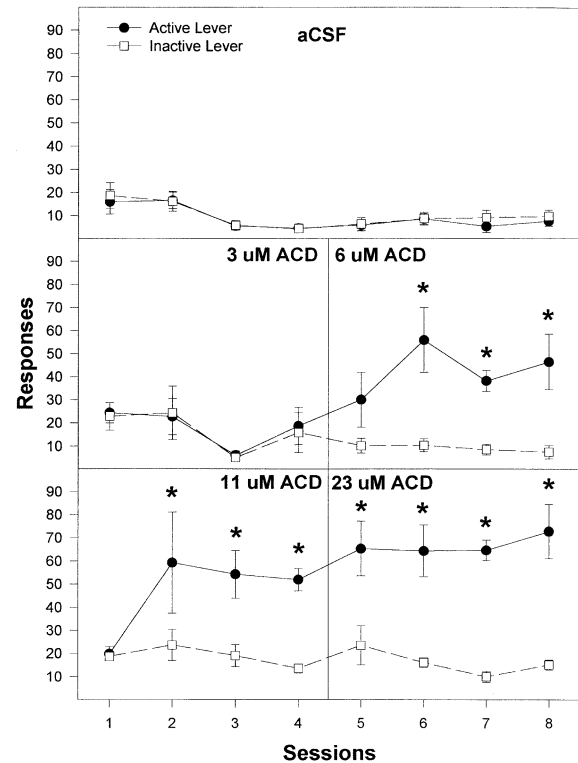 Active Lever
Inactive Lever
aCSF
90
80
70
60
50
40
30
20
10
3 uM ACD
6 uM ACD
90
80
70
60
50
40
30
20
10
* * *
Responses
11 uM ACD
23 uM ACD
90
80
70
60
50
40
30
20
10
* * * * * * *
1 2 3 4 5 6 7 8
Sessions